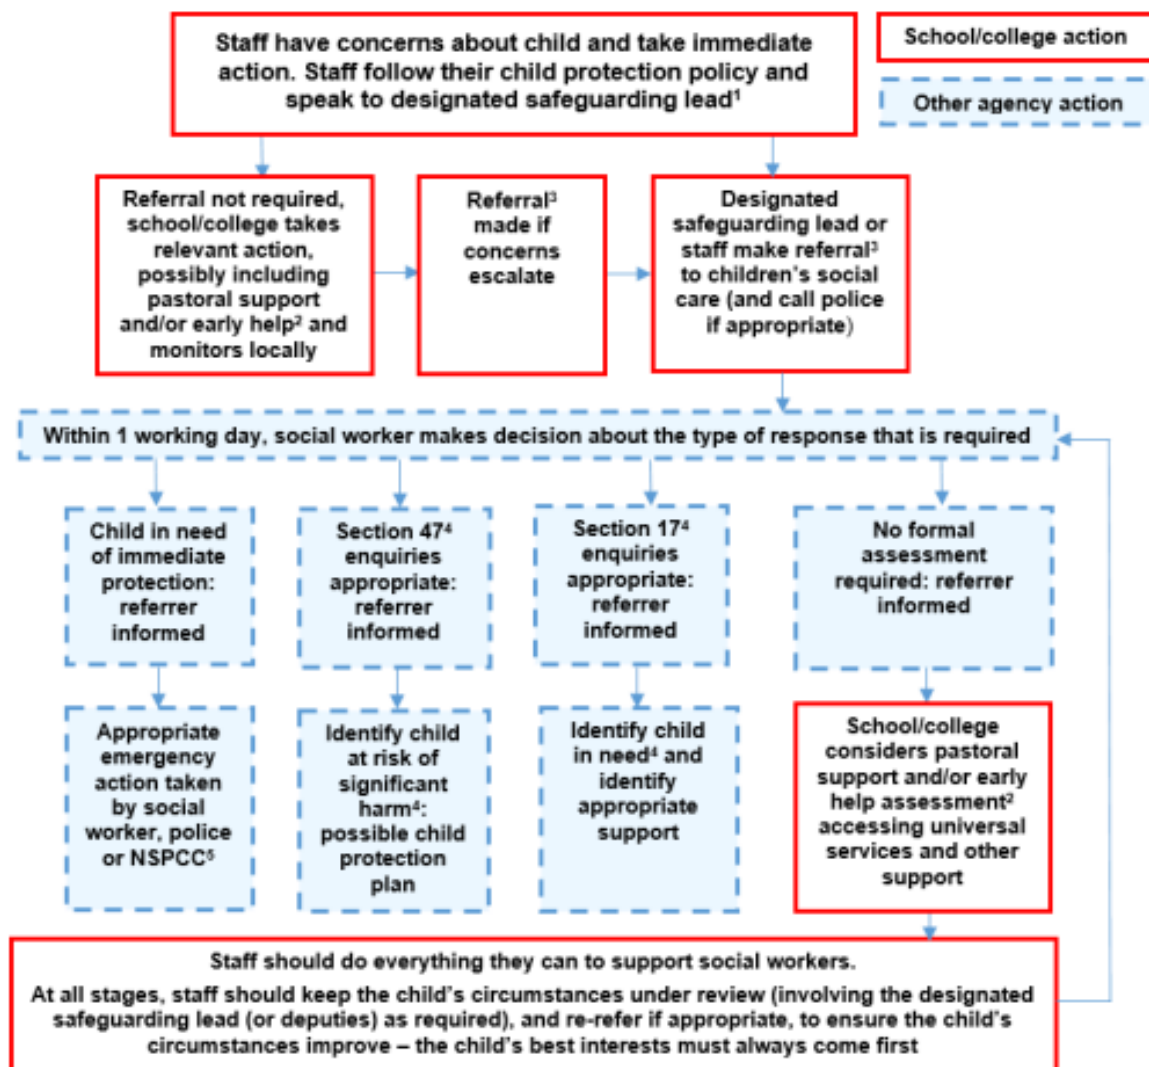 Staff have concerns about child and take immediate
action. Staff follow their child protection policy and
speak to designated safeguarding lead¹
School/college action
Other agency action
Referral not required,
school/college takes
relevant action,
possibly including
pastoral support
and/or early help² and
monitors locally
Referral³
made if
concerns
escalate
Designated
safeguarding lead or
staff make referral³
to children's social
care (and call police
if appropriate)
Within 1 working day, social worker makes decision about the type of response that is required
Child in need
of immediate
protection:
referrer
informed
Section 47⁴
enquiries
appropriate:
referrer
informed
Section 17⁴
enquiries
appropriate:
referrer
informed
No formal
assessment
required: referrer
informed
Appropriate
emergency
action taken
by social
worker, police
or NSPCC⁵
Identify child
at risk of
significant
harm⁴:
possible child
protection
plan
Identify child
in need⁴ and
identify
appropriate
support
School/college
considers pastoral
support and/or early
help assessment²
accessing universal
services and other
support
Staff should do everything they can to support social workers.
At all stages, staff should keep the child's circumstances under review (involving the designated
safeguarding lead (or deputies) as required), and re-refer if appropriate, to ensure the child's
circumstances improve – the child's best interests must always come first